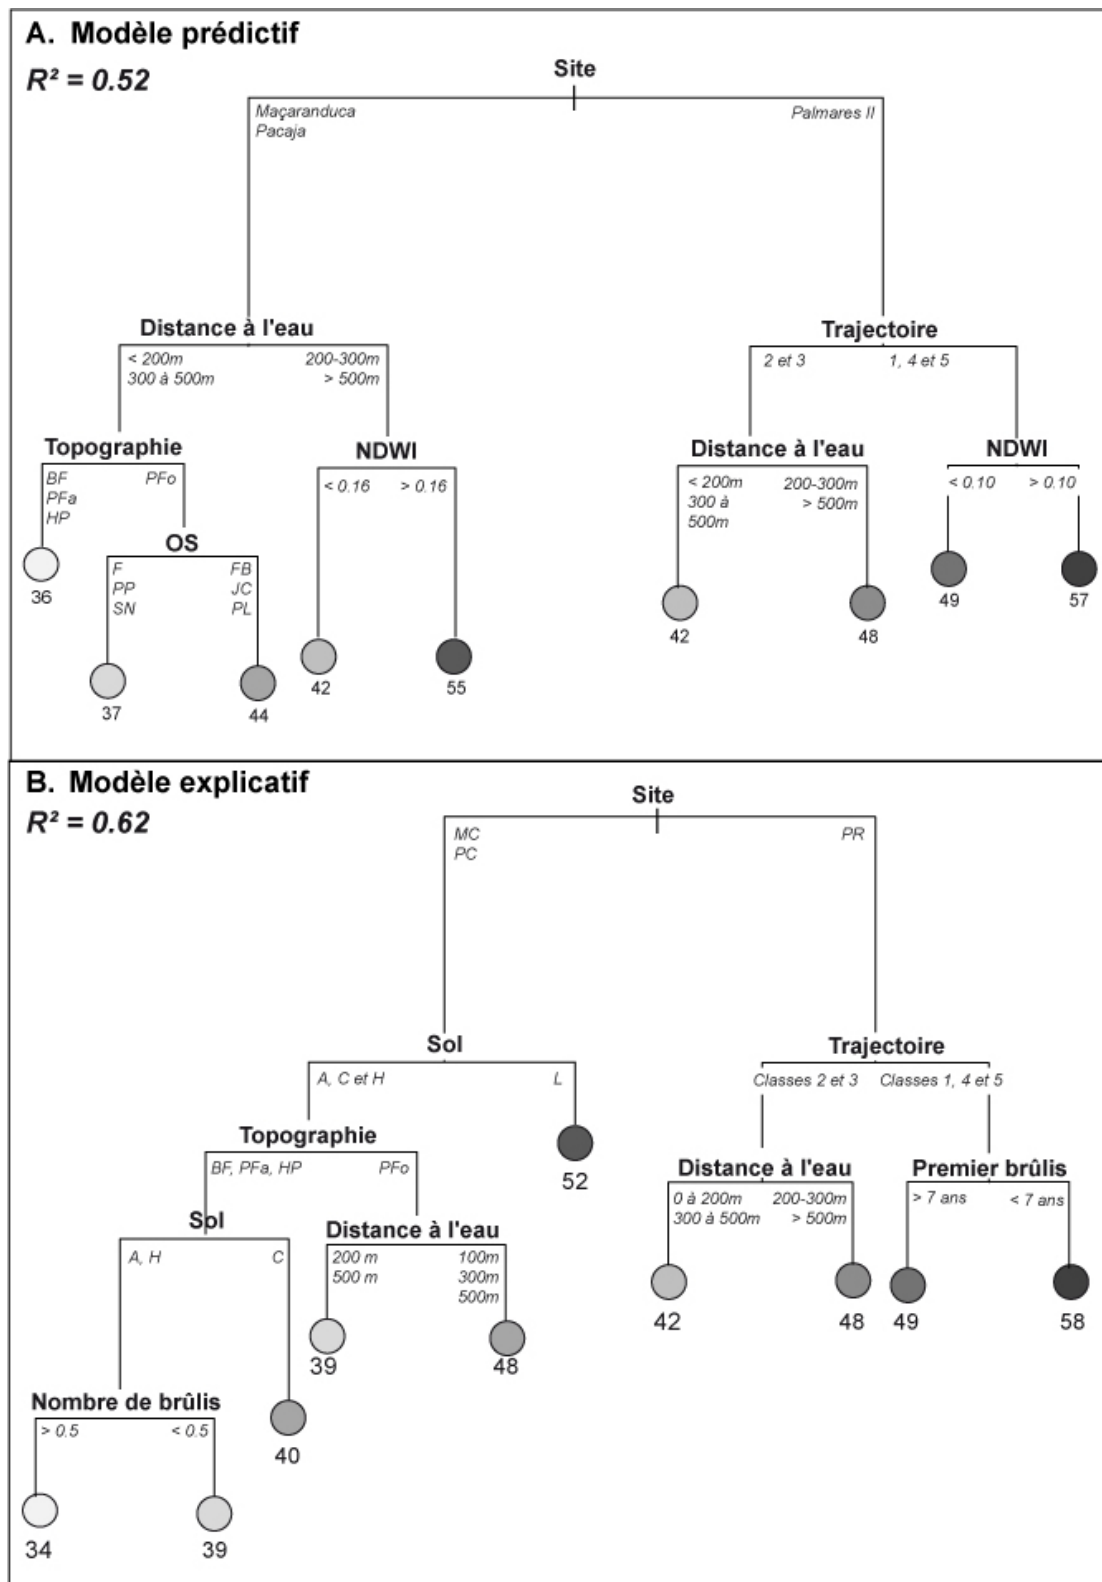 A. Modèle prédictif
R² = 0.52
Site
Maçaranduca
Pacaja
Palmares II
Distance à l'eau
< 200m
300 à 500m
200-300m
> 500m
Trajectoire
2 et 3
1, 4 et 5
Topographie
BF
PFa
HP
PFo
NDWI
< 0.16
> 0.16
Distance à l'eau
< 200m
300 à
500m
200-300m
> 500m
NDWI
< 0.10
> 0.10
OS
F
PP
SN
FB
JC
PL
36
37
44
42
55
42
48
49
57
B. Modèle explicatif
R² = 0.62
Site
MC
PC
PR
Sol
A, C et H
L
Trajectoire
Classes 2 et 3
Classes 1, 4 et 5
Topographie
BF, PFa, HP
PFo
52
Distance à l'eau
0 à 200m
300 à 500m
200-300m
> 500m
Premier brûlis
> 7 ans
< 7 ans
Sol
A, H
C
Distance à l'eau
200 m
500 m
100m
300m
500m
39
48
42
48
49
58
Nombre de brûlis
> 0.5
< 0.5
40
34
39